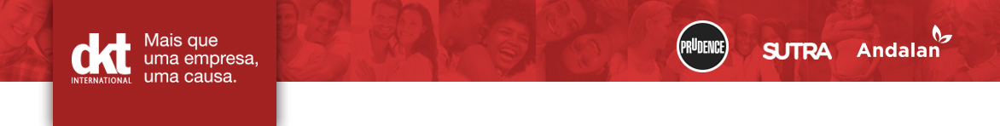 dkt
INTERNATIONAL
Mais que
uma empresa,
uma causa.
PRUDENCE
SUTRA
Andalan